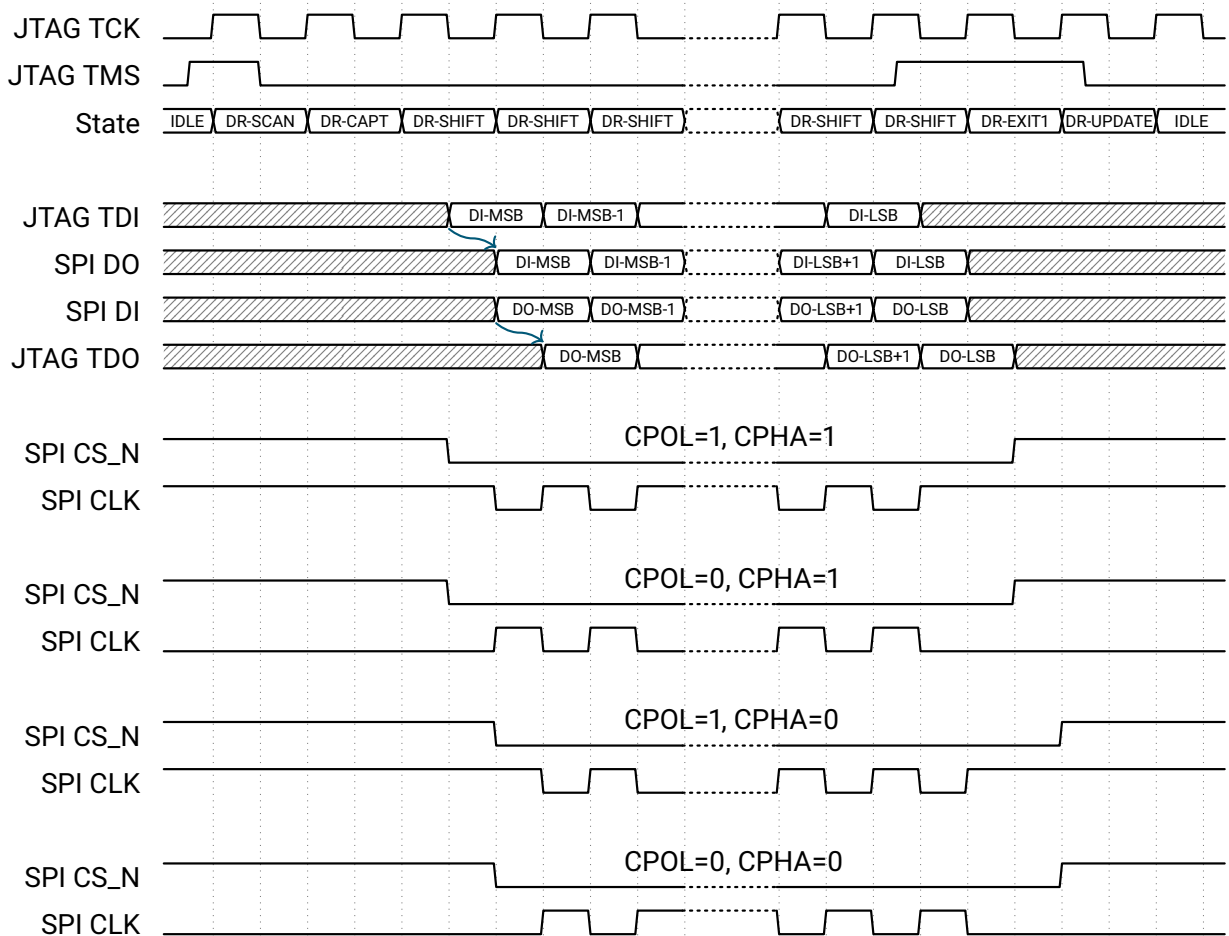 JTAG TCK
JTAG TMS
State IDLE DR-SCAN DR-CAPT DR-SHIFT DR-SHIFT DR-SHIFT DR-SHIFT DR-SHIFT DR-EXIT1 DR-UPDATE IDLE
JTAG TDI DI-MSB DI-MSB-1 DI-LSB
SPI DO DI-MSB DI-MSB-1 DI-LSB+1 DI-LSB
SPI DI DO-MSB DO-MSB-1 DO-LSB+1 DO-LSB
JTAG TDO DO-MSB DO-LSB+1 DO-LSB
CPOL=1, CPHA=1
SPI CS_N
SPI CLK
CPOL=0, CPHA=1
SPI CS_N
SPI CLK
CPOL=1, CPHA=0
SPI CS_N
SPI CLK
CPOL=0, CPHA=0
SPI CS_N
SPI CLK